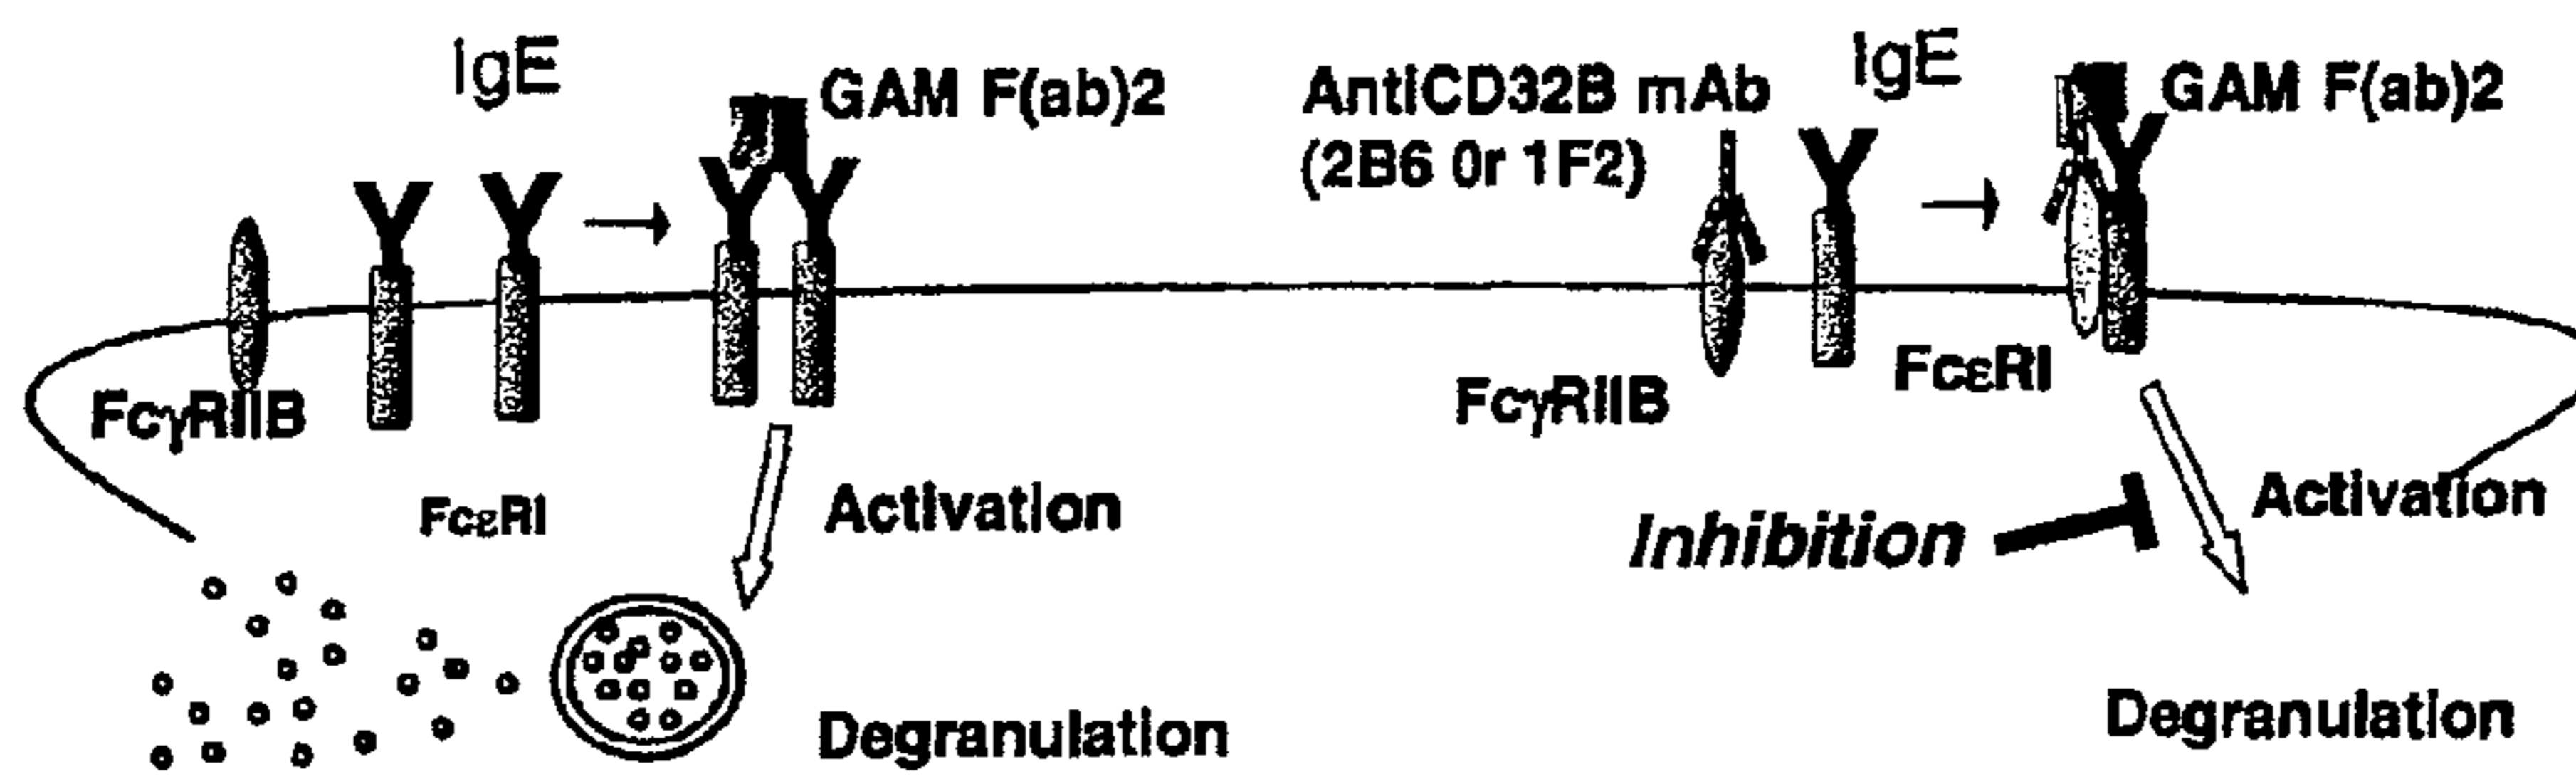 IgE
GAM F(ab)2
FcγRIIB
FcεRI
Activation
Degranulation
AntiCD32B mAb
(2B6 0r 1F2)
IgE
GAM F(ab)2
FcγRIIB
FcεRI
Inhibition
Activation
Degranulation